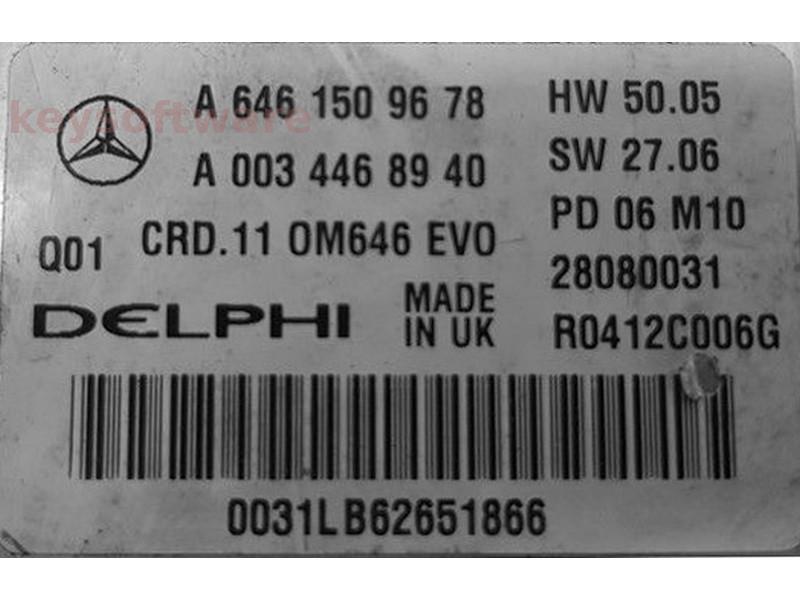 keysoftware
A 646 150 96 78
A 003 446 89 40
Q01 CRD.11 OM646 EVO
DELPHI
MADE
IN UK
HW 50.05
SW 27.06
PD 06 M10
28080031
R0412C006G
0031LB62651866